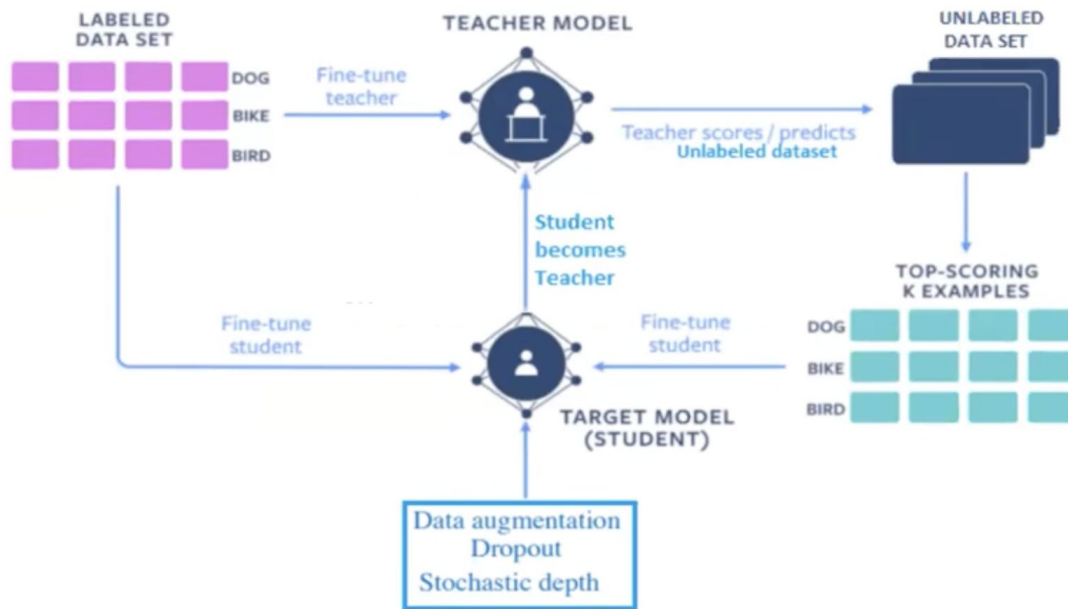 LABELED
DATA SET
TEACHER MODEL
UNLABELED
DATA SET
DOG
BIKE
BIRD
Fine-tune
teacher
Teacher scores / predicts
Unlabeled dataset
Student
becomes
Teacher
TOP-SCORING
K EXAMPLES
DOG
BIKE
BIRD
Fine-tune
student
Fine-tune
student
TARGET MODEL
(STUDENT)
Data augmentation
Dropout
Stochastic depth